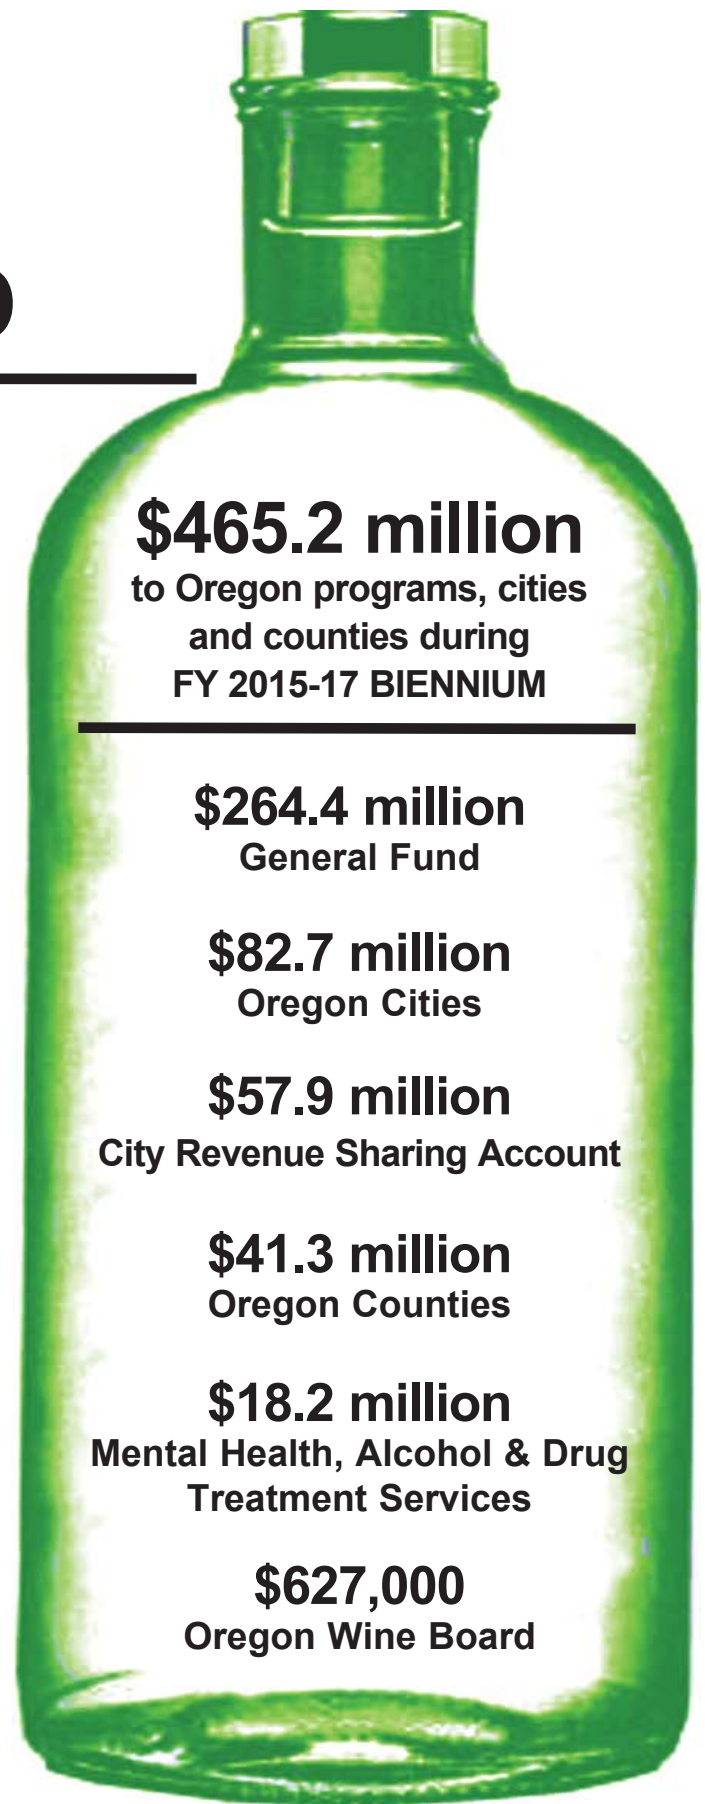 $465.2 million
to Oregon programs, cities
and counties during
FY 2015-17 BIENNIUM
$264.4 million
General Fund
$82.7 million
Oregon Cities
$57.9 million
City Revenue Sharing Account
$41.3 million
Oregon Counties
$18.2 million
Mental Health, Alcohol & Drug
Treatment Services
$627,000
Oregon Wine Board